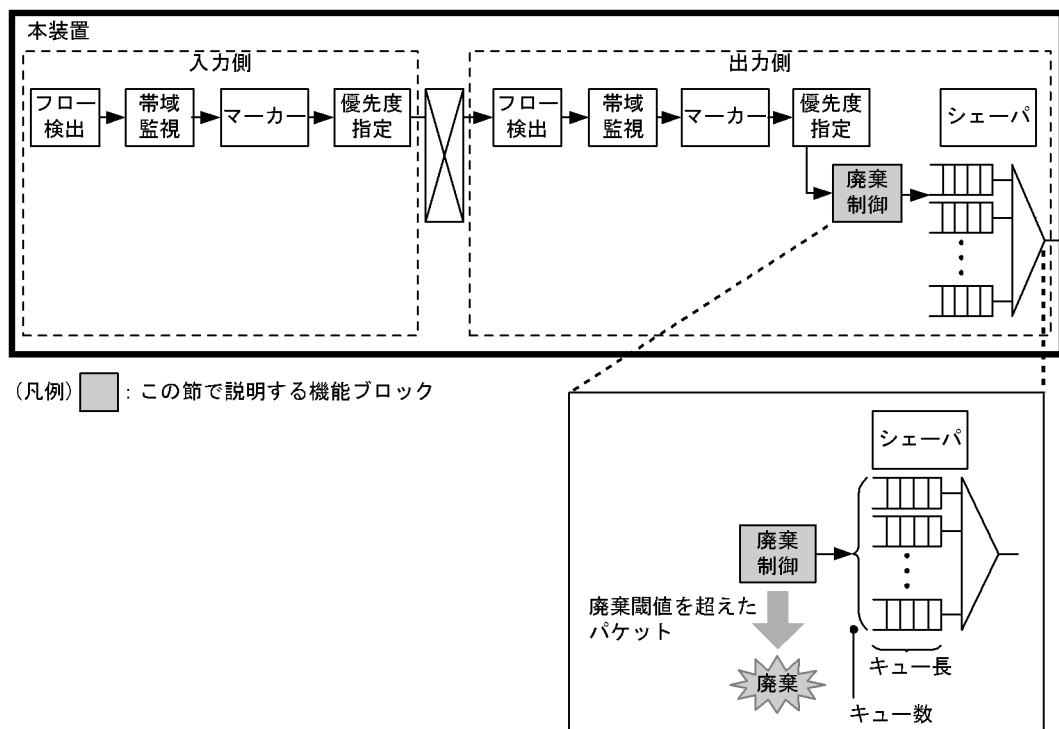 本装置
入力側
出力側
フロー
検出
帯域
監視
マーカー
優先度
指定
フロー
検出
帯域
監視
マーカー
優先度
指定
シェーパ
廃棄
制御
(凡例) : この節で説明する機能ブロック
シェーパ
廃棄
制御
廃棄閾値を超えた
パケット
廃棄
キュー長
キュー数